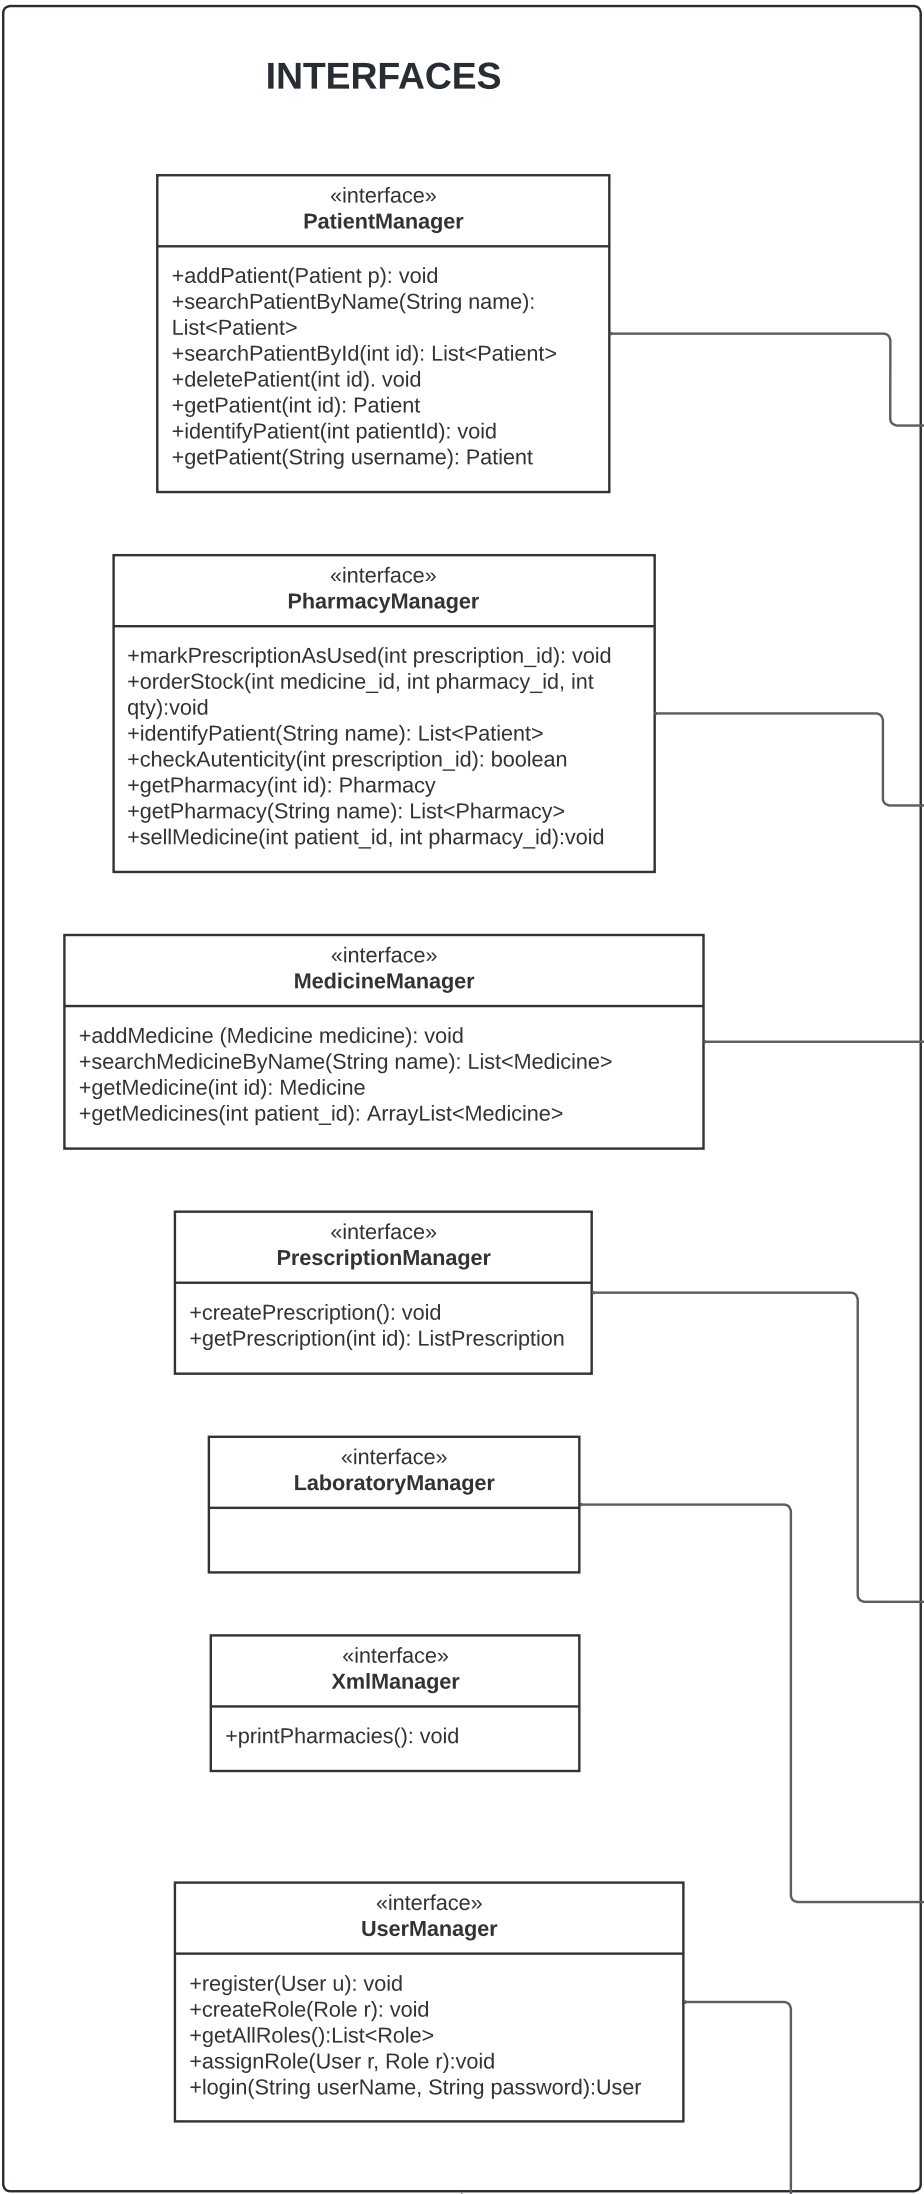 INTERFACES
«interface»
PatientManager
+addPatient(Patient p): void
+searchPatientByName(String name):
List<Patient>
+searchPatientById(int id): List<Patient>
+deletePatient(int id). void
+getPatient(int id): Patient
+identifyPatient(int patientId): void
+getPatient(String username): Patient
«interface»
PharmacyManager
+markPrescriptionAsUsed(int prescription_id): void
+orderStock(int medicine_id, int pharmacy_id, int
qty):void
+identifyPatient(String name): List<Patient>
+checkAutenticity(int prescription_id): boolean
+getPharmacy(int id): Pharmacy
+getPharmacy(String name): List<Pharmacy>
+sellMedicine(int patient_id, int pharmacy_id):void
«interface»
MedicineManager
+addMedicine (Medicine medicine): void
+searchMedicineByName(String name): List<Medicine>
+getMedicine(int id): Medicine
+getMedicines(int patient_id): ArrayList<Medicine>
«interface»
PrescriptionManager
+createPrescription(): void
+getPrescription(int id): ListPrescription
«interface»
LaboratoryManager
«interface»
XmlManager
+printPharmacies(): void
«interface»
UserManager
+register(User u): void
+createRole(Role r): void
+getAllRoles():List<Role>
+assignRole(User r, Role r):void
+login(String userName, String password):User